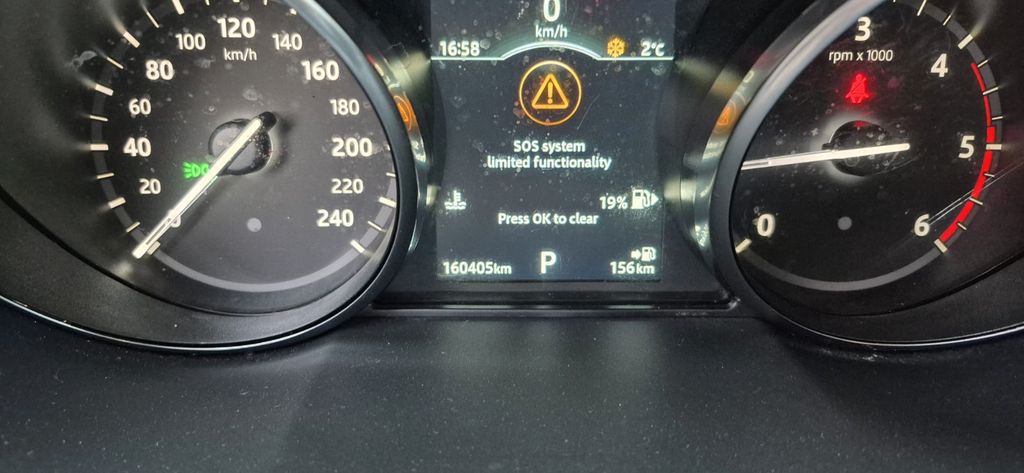 0
km/h
16:58
2°C
SOS system
limited functionality
19%
Press OK to clear
160405km
P
156km
0
20
40
60
80
100
120
km/h
140
160
180
200
220
240
0
3
rpm x 1000
4
5
6